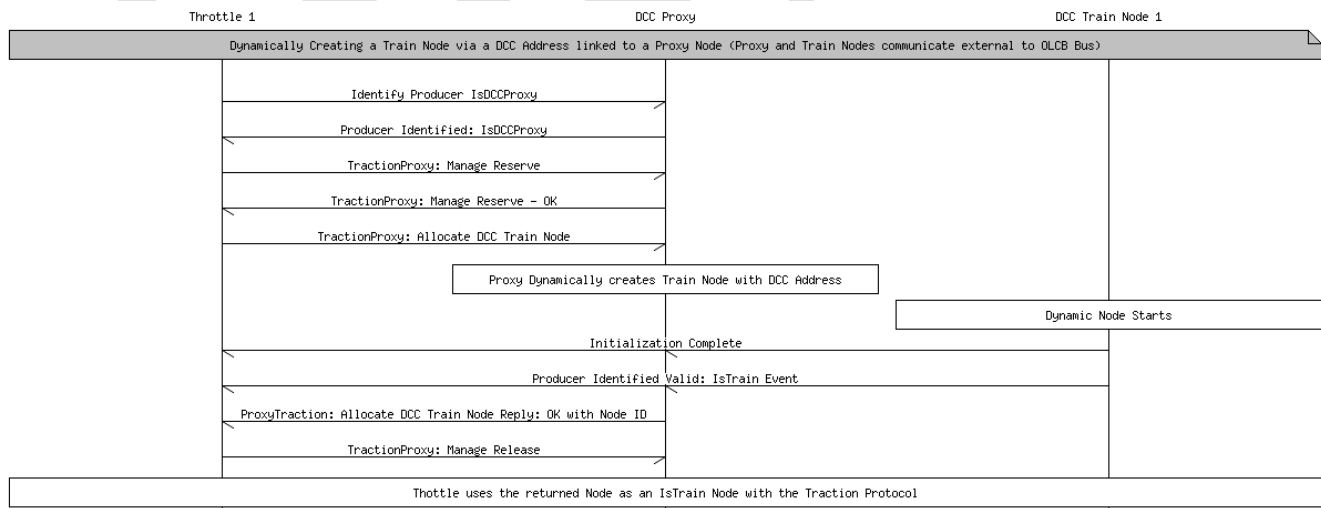 Throttle 1
DCC Proxy
DCC Train Node 1
Dynamically Creating a Train Node via a DCC Address linked to a Proxy Node (Proxy and Train Nodes communicate external to OLCB Bus)
Identify Producer IsDCCProxy
Producer Identified: IsDCCProxy
TractionProxy: Manage Reserve
TractionProxy: Manage Reserve - OK
TractionProxy: Allocate DCC Train Node
Proxy Dynamically creates Train Node with DCC Address
Dynamic Node Starts
Initialization Complete
Producer Identified Valid: IsTrain Event
ProxyTraction: Allocate DCC Train Node Reply: OK with Node ID
TractionProxy: Manage Release
Thottle uses the returned Node as an IsTrain Node with the Traction Protocol